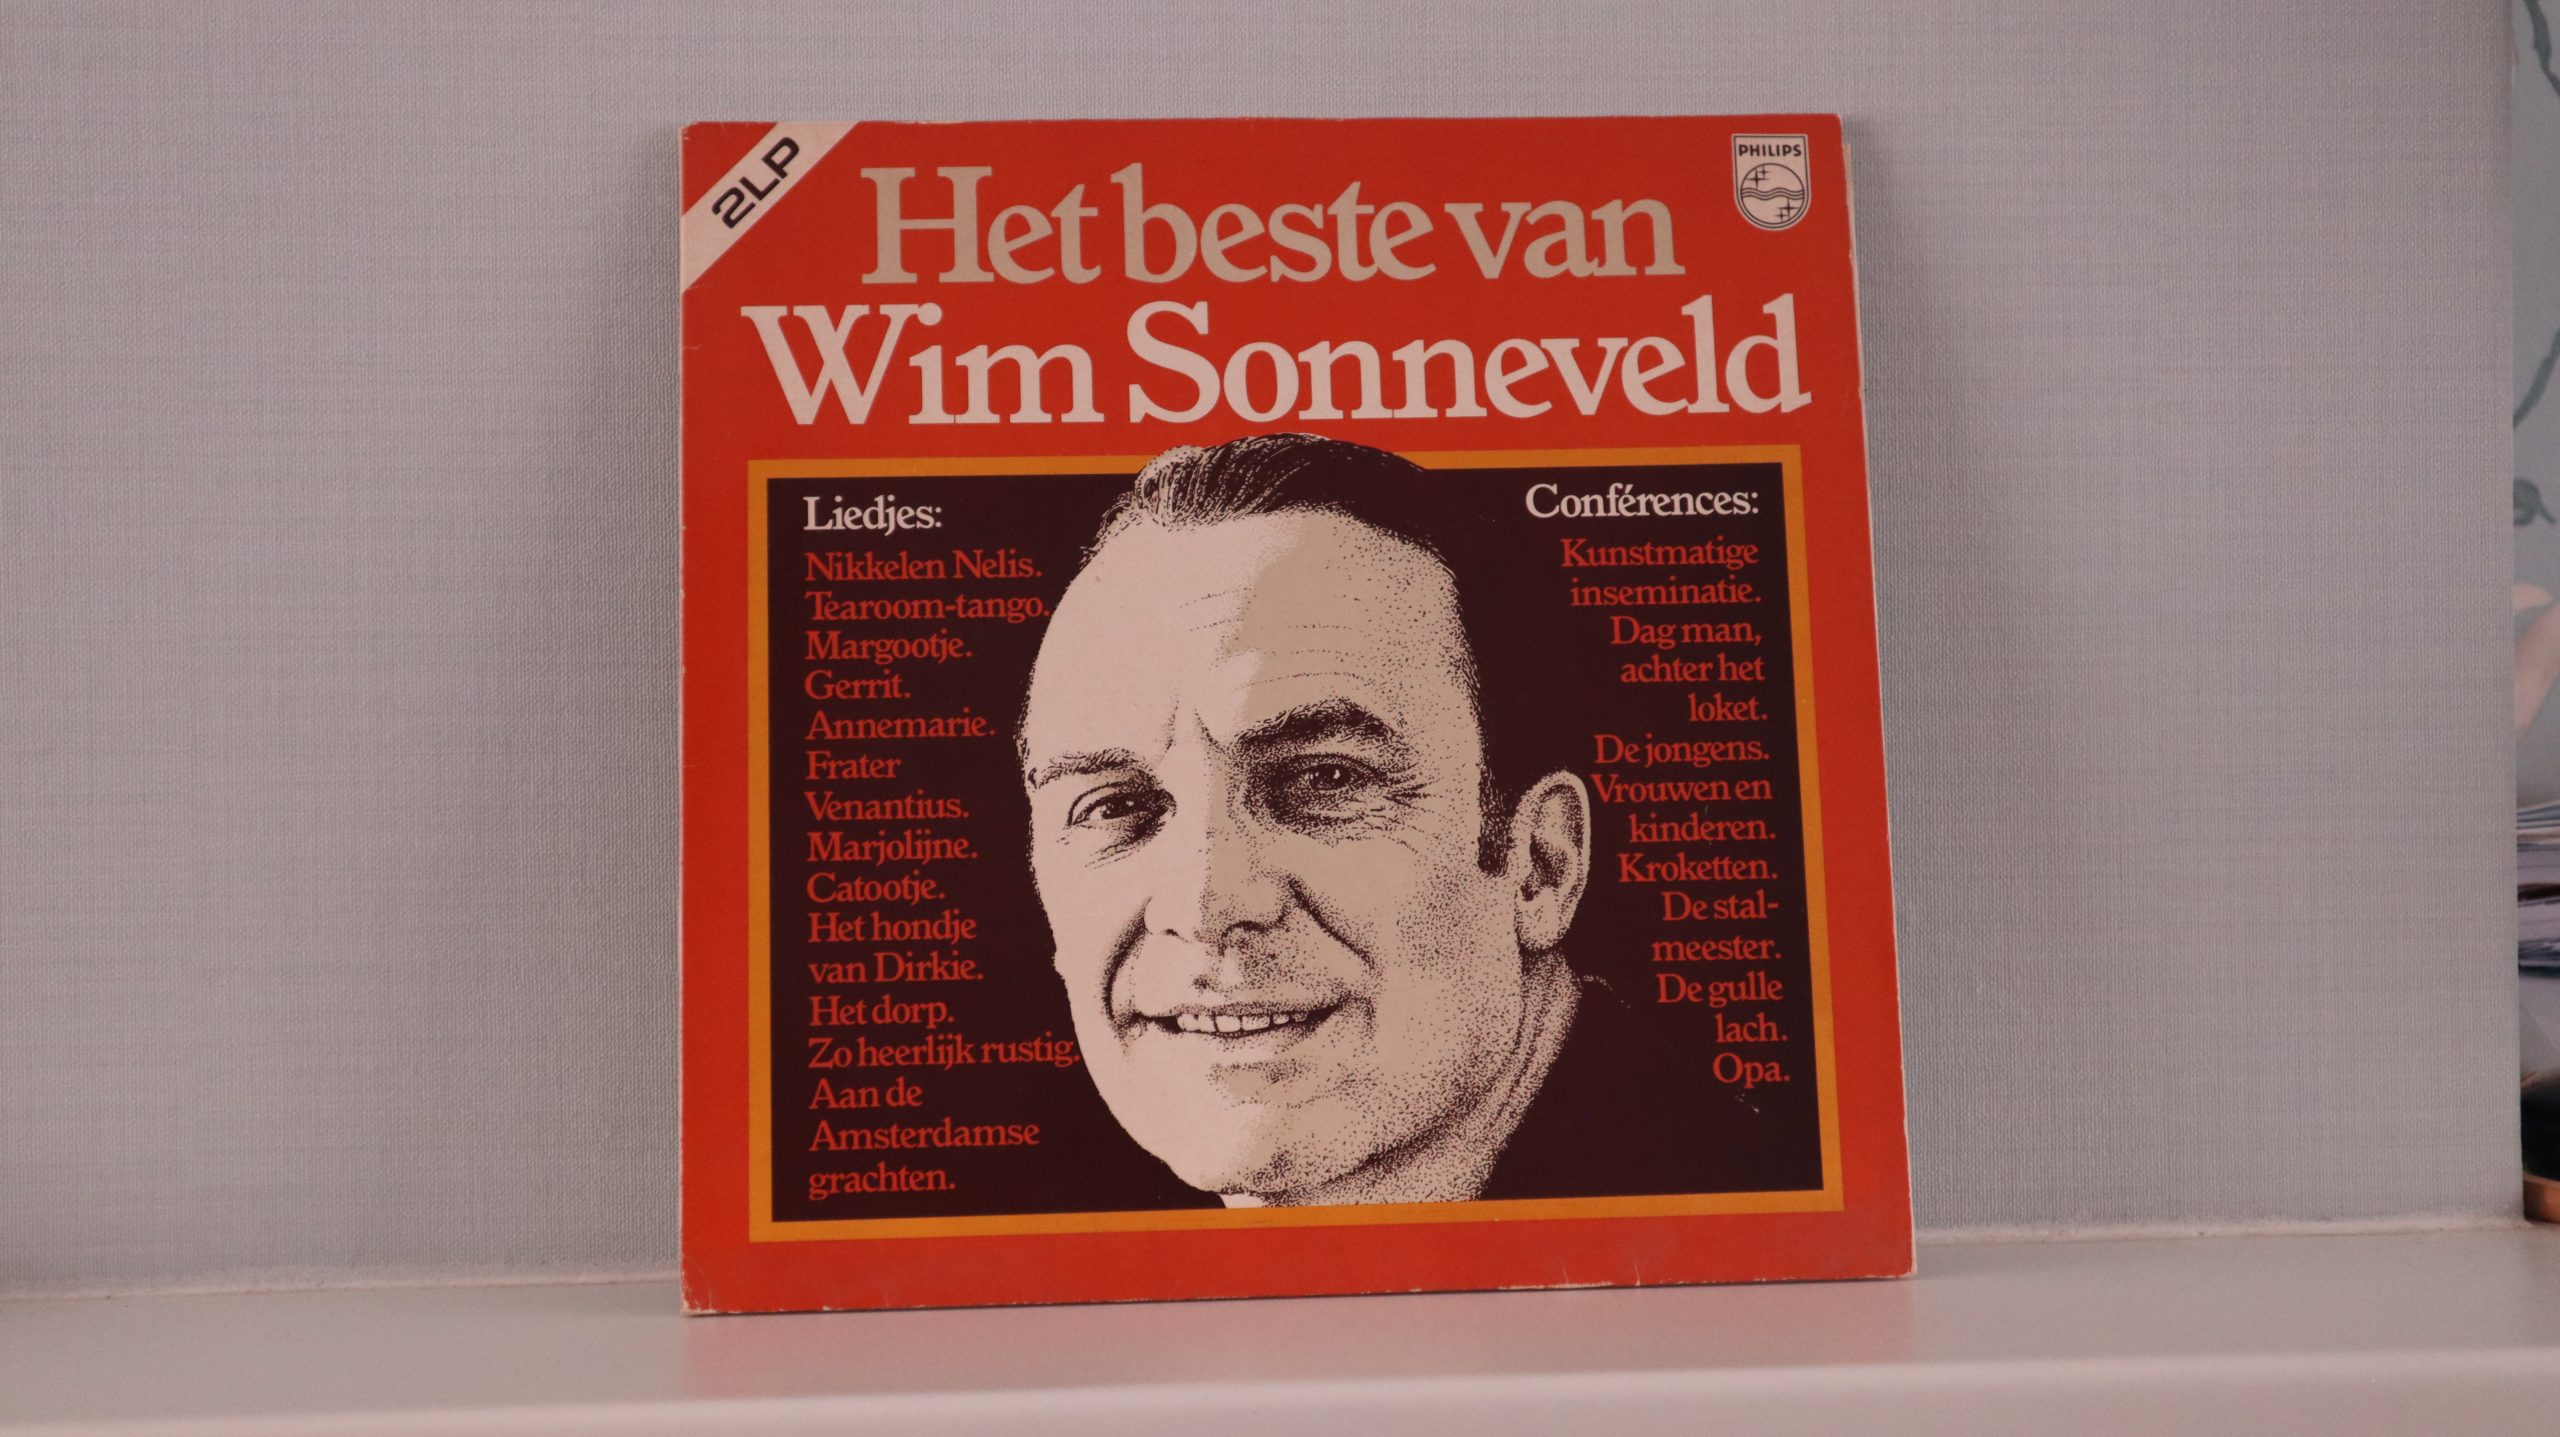 2LP
PHILIPS
Het beste van
Wim Sonneveld
Liedjes:
Nikkelen Nelis.
Tearoom-tango.
Margootje.
Gerrit.
Annemarie.
Frater
Venantius.
Marjolijne.
Catootje.
Het hondje
van Dirkie.
Het dorp.
Zo heerlijk rustig.
Aan de
Amsterdamse
grachten.
Conférences:
Kunstmatige
inseminatie.
Dag man,
achter het
loket.
De jongens.
Vrouwen en
kinderen.
Kroketten.
De stal-
meester.
De gulle
lach.
Opa.